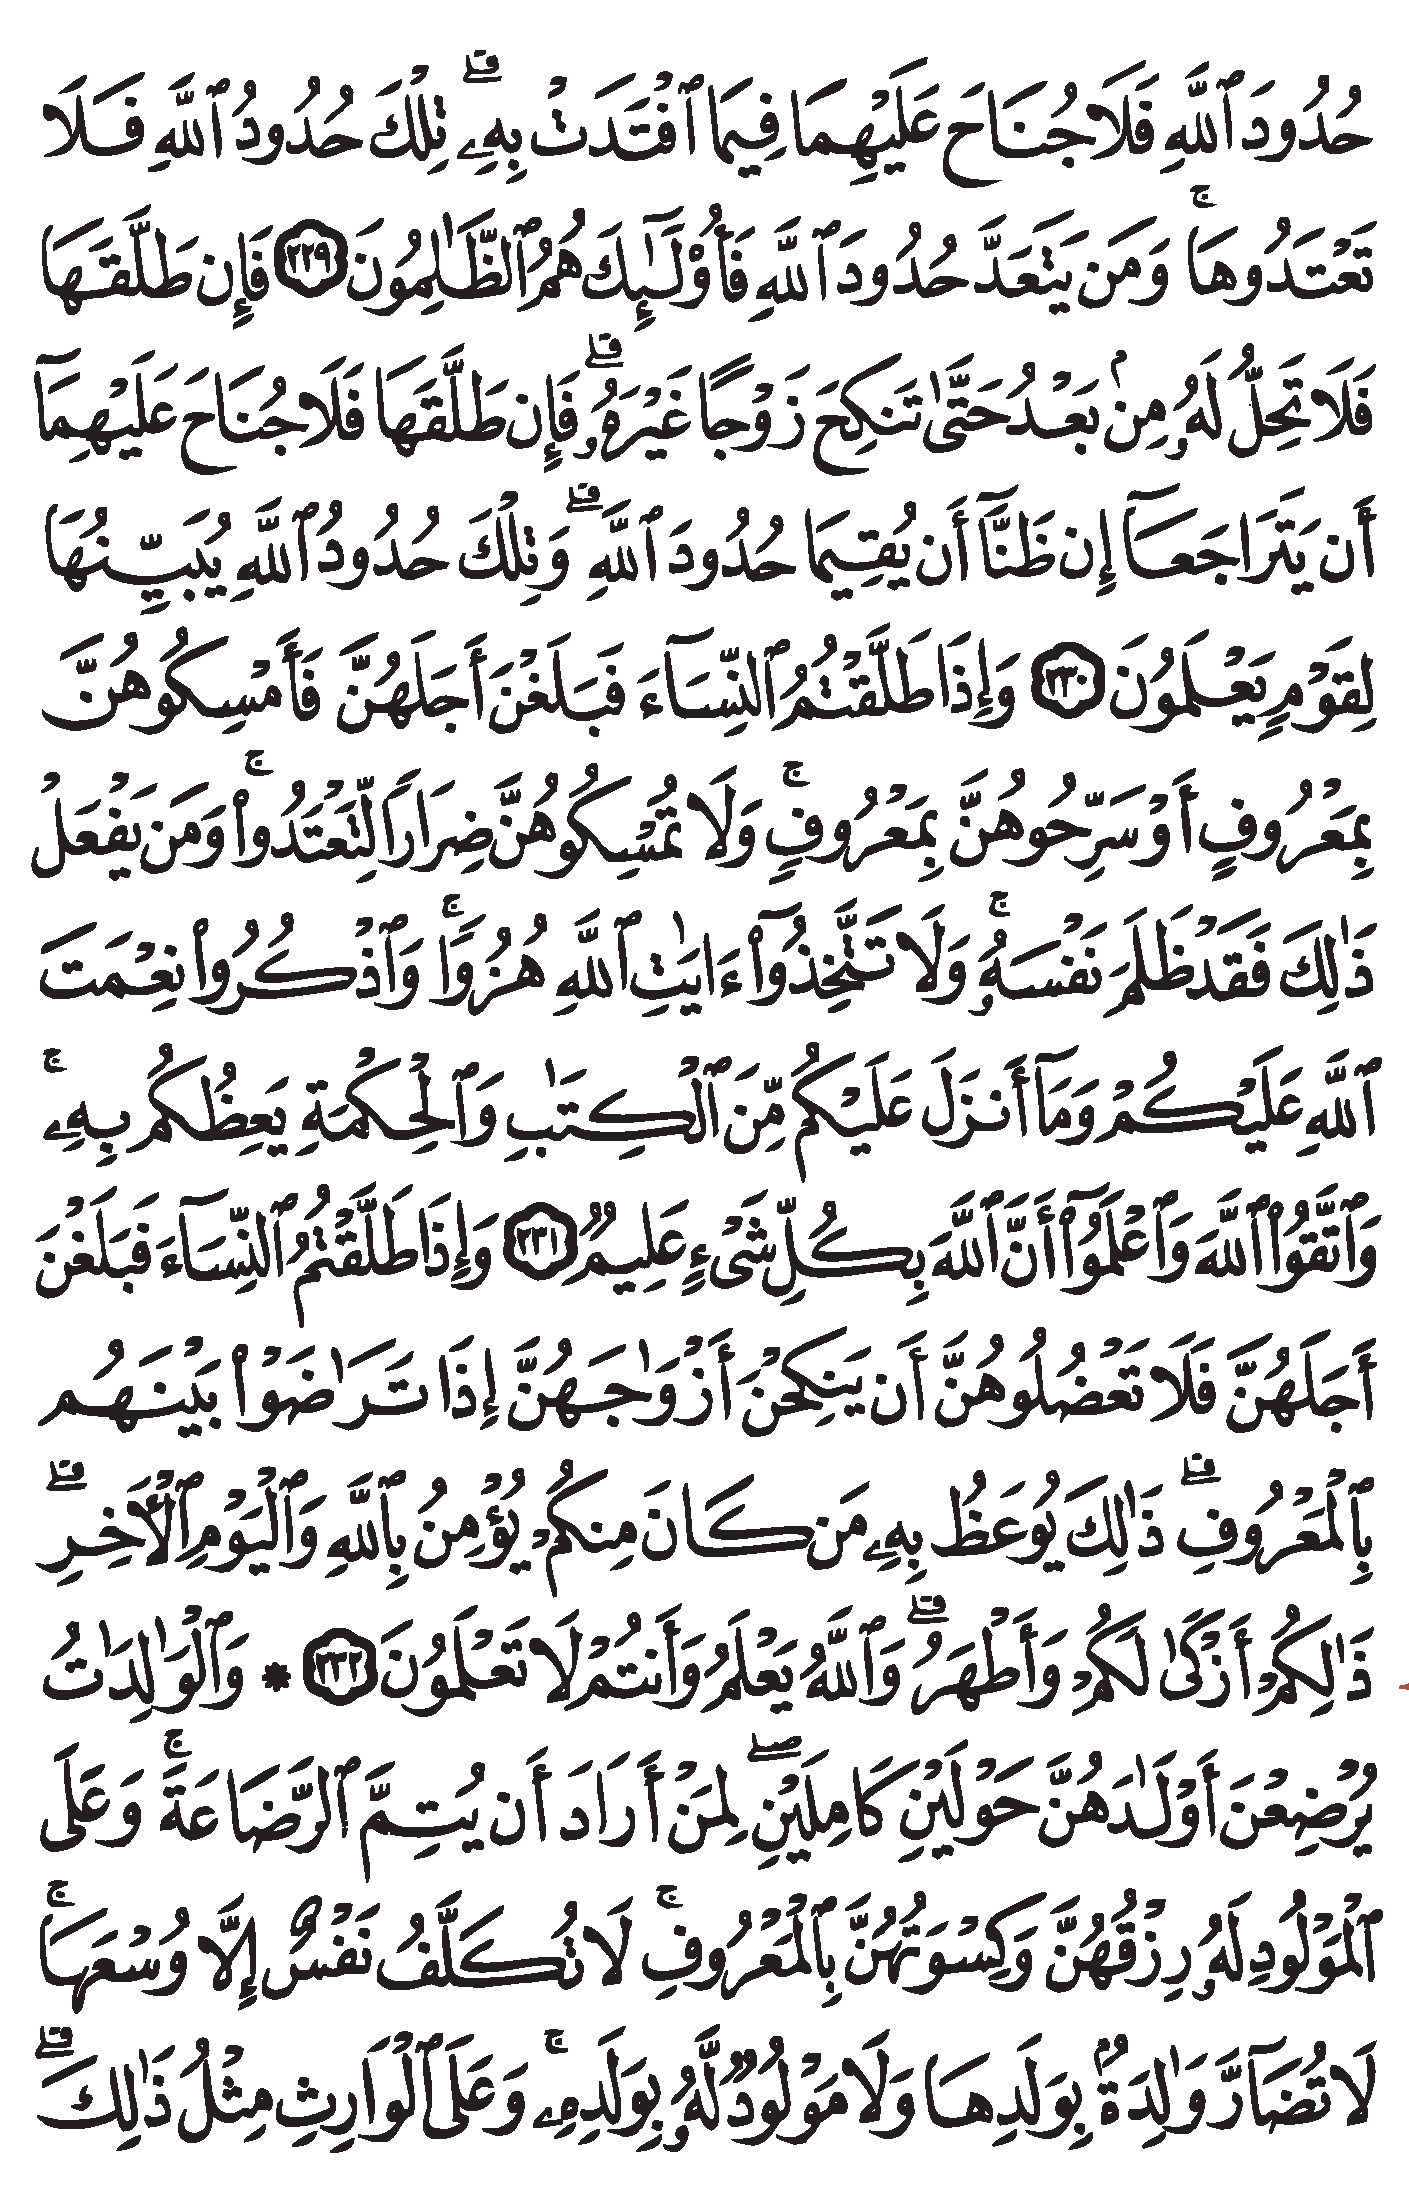 حُدُودَ ٱللَّهِ فَلَا جُنَاحَ عَلَيْهِمَا فِيمَا ٱفْتَدَتْ بِهِۦۗ تِلْكَ حُدُودُ ٱللَّهِ فَلَا
تَعْتَدُوهَاۚ وَمَن يَتَعَدَّ حُدُودَ ٱللَّهِ فَأُوْلَٰٓئِكَ هُمُ ٱلظَّٰلِمُونَ ٢٢٩ فَإِن طَلَّقَهَا
فَلَا تَحِلُّ لَهُۥ مِنۢ بَعْدُ حَتَّىٰ تَنكِحَ زَوْجًا غَيْرَهُۥۗ فَإِن طَلَّقَهَا فَلَا جُنَاحَ عَلَيْهِمَآ
أَن يَتَرَاجَعَآ إِن ظَنَّآ أَن يُقِيمَا حُدُودَ ٱللَّهِۗ وَتِلْكَ حُدُودُ ٱللَّهِ يُبَيِّنُهَا
لِقَوْمٍ يَعْلَمُونَ ٢٣٠ وَإِذَا طَلَّقْتُمُ ٱلنِّسَآءَ فَبَلَغْنَ أَجَلَهُنَّ فَأَمْسِكُوهُنَّ
بِمَعْرُوفٍ أَوْ سَرِّحُوهُنَّ بِمَعْرُوفٍۚ وَلَا تُمْسِكُوهُنَّ ضِرَارًا لِّتَعْتَدُواْۚ وَمَن يَفْعَلْ
ذَٰلِكَ فَقَدْ ظَلَمَ نَفْسَهُۥۚ وَلَا تَتَّخِذُوٓاْ ءَايَٰتِ ٱللَّهِ هُزُوًاۚ وَٱذْكُرُواْ نِعْمَتَ
ٱللَّهِ عَلَيْكُمْ وَمَآ أَنزَلَ عَلَيْكُم مِّنَ ٱلْكِتَٰبِ وَٱلْحِكْمَةِ يَعِظُكُم بِهِۦۚ
وَٱتَّقُواْ ٱللَّهَ وَٱعْلَمُوٓاْ أَنَّ ٱللَّهَ بِكُلِّ شَىْءٍ عَلِيمٌ ٢٣١ وَإِذَا طَلَّقْتُمُ ٱلنِّسَآءَ فَبَلَغْنَ
أَجَلَهُنَّ فَلَا تَعْضُلُوهُنَّ أَن يَنكِحْنَ أَزْوَٰجَهُنَّ إِذَا تَرَٰضَوْاْ بَيْنَهُم
بِٱلْمَعْرُوفِۗ ذَٰلِكَ يُوعَظُ بِهِۦ مَن كَانَ مِنكُمْ يُؤْمِنُ بِٱللَّهِ وَٱلْيَوْمِ ٱلْأَخِرِۗ
ذَٰلِكُمْ أَزْكَىٰ لَكُمْ وَأَطْهَرُۗ وَٱللَّهُ يَعْلَمُ وَأَنتُمْ لَا تَعْلَمُونَ ٢٣٢ * وَٱلْوَٰلِدَٰتُ
يُرْضِعْنَ أَوْلَٰدَهُنَّ حَوْلَيْنِ كَامِلَيْنِۖ لِمَنْ أَرَادَ أَن يُتِمَّ ٱلرَّضَاعَةَۚ وَعَلَى
ٱلْمَوْلُودِ لَهُۥ رِزْقُهُنَّ وَكِسْوَتُهُنَّ بِٱلْمَعْرُوفِۚ لَا تُكَلَّفُ نَفْسٌ إِلَّا وُسْعَهَاۚ
لَا تُضَآرَّ وَٰلِدَةُۢ بِوَلَدِهَا وَلَا مَوْلُودٌ لَّهُۥ بِوَلَدِهِۦۚ وَعَلَى ٱلْوَارِثِ مِثْلُ ذَٰلِكَۗ